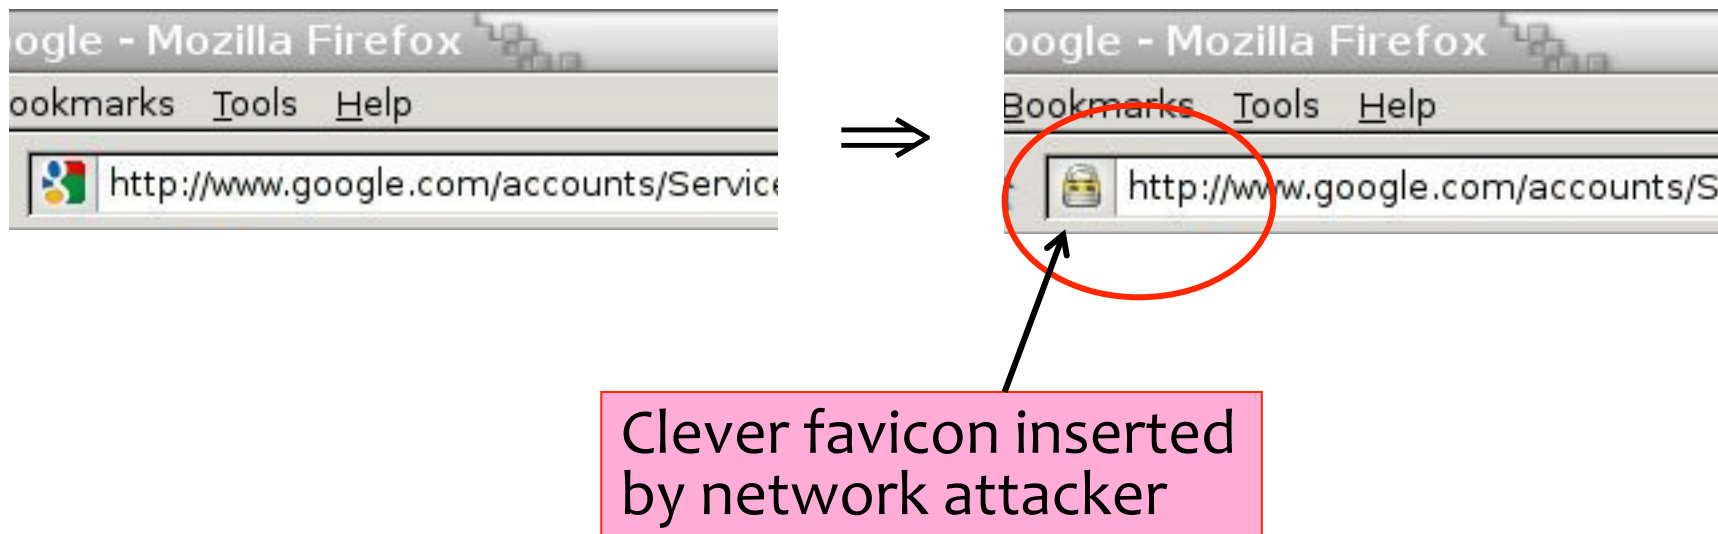 ogle - Mozilla Firefox
ookmarks Tools Help
http://www.google.com/accounts/Service
⇒
oogle - Mozilla Firefox
Bookmarks Tools Help
http://www.google.com/accounts/S
Clever favicon inserted
by network attacker